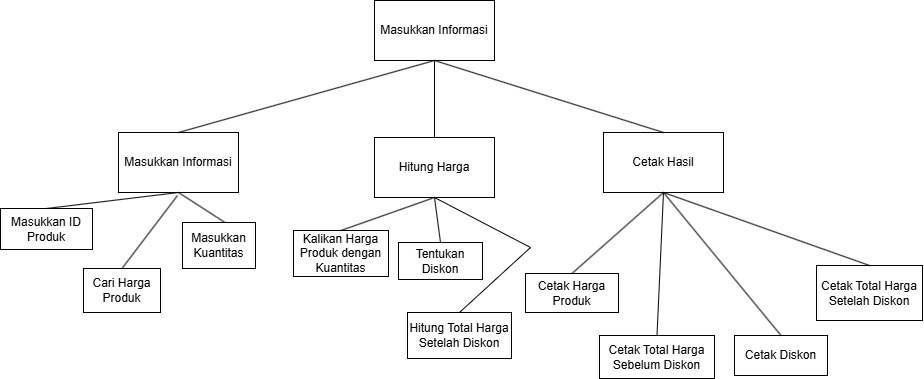 Masukkan Informasi
Masukkan Informasi
Hitung Harga
Cetak Hasil
Masukkan ID
Produk
Cari Harga
Produk
Masukkan
Kuantitas
Kalikan Harga
Produk dengan
Kuantitas
Tentukan
Diskon
Hitung Total Harga
Setelah Diskon
Cetak Harga
Produk
Cetak Total Harga
Sebelum Diskon
Cetak Diskon
Cetak Total Harga
Setelah Diskon